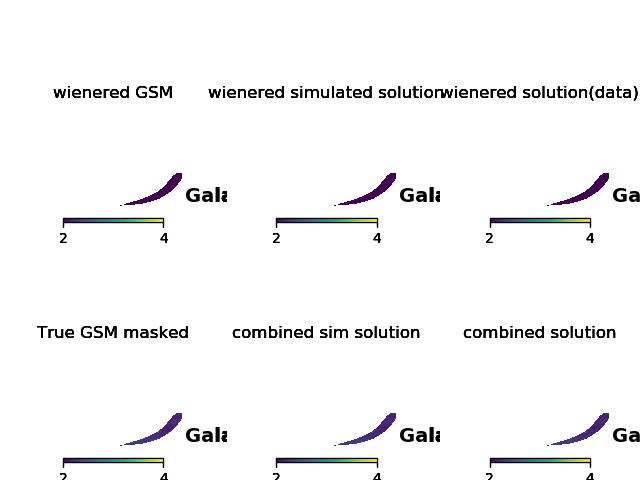 wienered GSM wienered simulated solution wienered solution(data)
Gala Gala Ga
2 4 2 4 2 4
True GSM masked combined sim solution combined solution
Gala Gala Ga
2 4 2 4 2 4